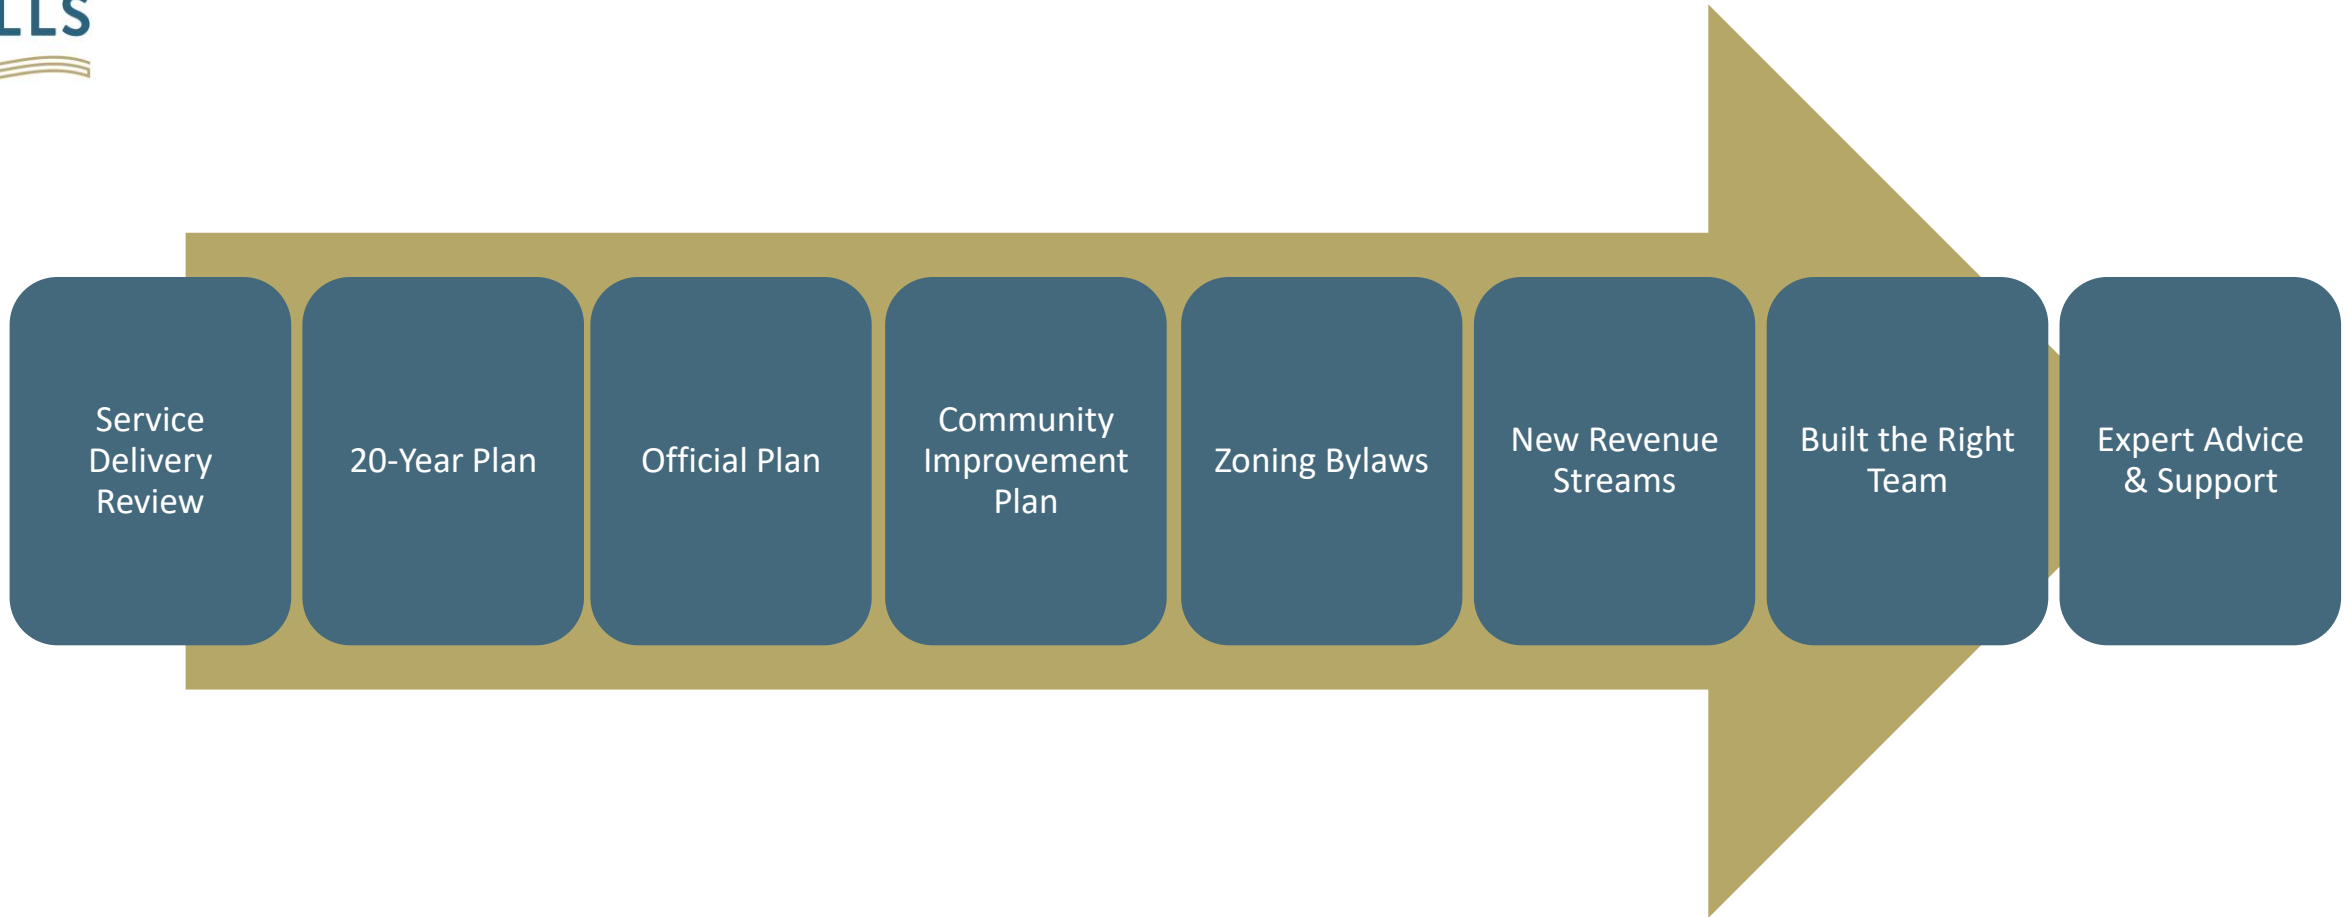 LLS
Service
Delivery
Review
20-Year Plan
Official Plan
Community
Improvement
Plan
Zoning Bylaws
New Revenue
Streams
Built the Right
Team
Expert Advice
& Support